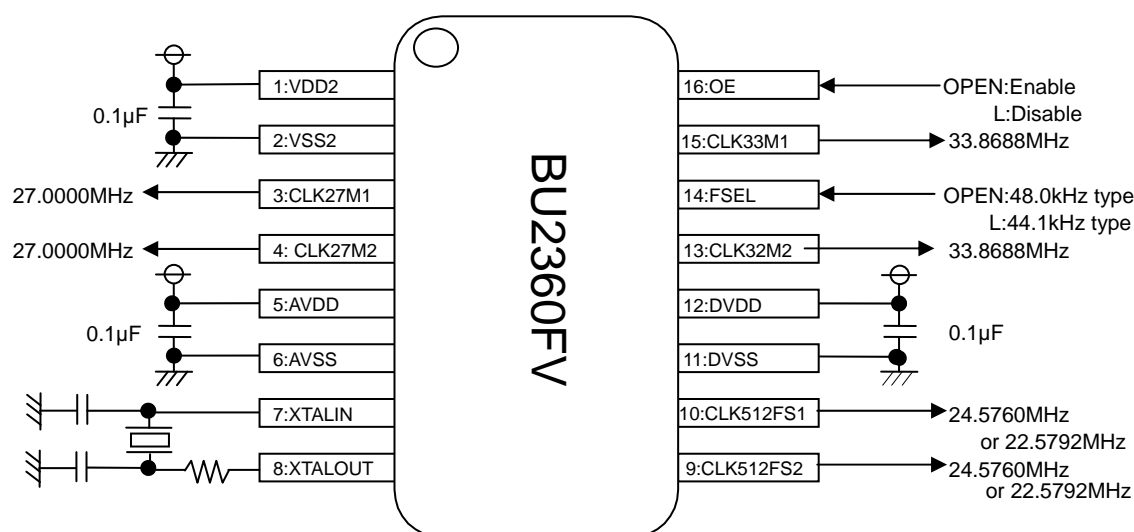 1:VDD2
0.1µF
2:VSS2
27.0000MHz
3:CLK27M1
27.0000MHz
4: CLK27M2
5:AVDD
0.1µF
6:AVSS
7:XTALIN
8:XTALOUT
BU2360FV
16:OE
OPEN:Enable
L:Disable
15:CLK33M1
33.8688MHz
14:FSEL
OPEN:48.0kHz type
L:44.1kHz type
13:CLK32M2
33.8688MHz
12:DVDD
0.1µF
11:DVSS
10:CLK512FS1
24.5760MHz
or 22.5792MHz
9:CLK512FS2
24.5760MHz
or 22.5792MHz